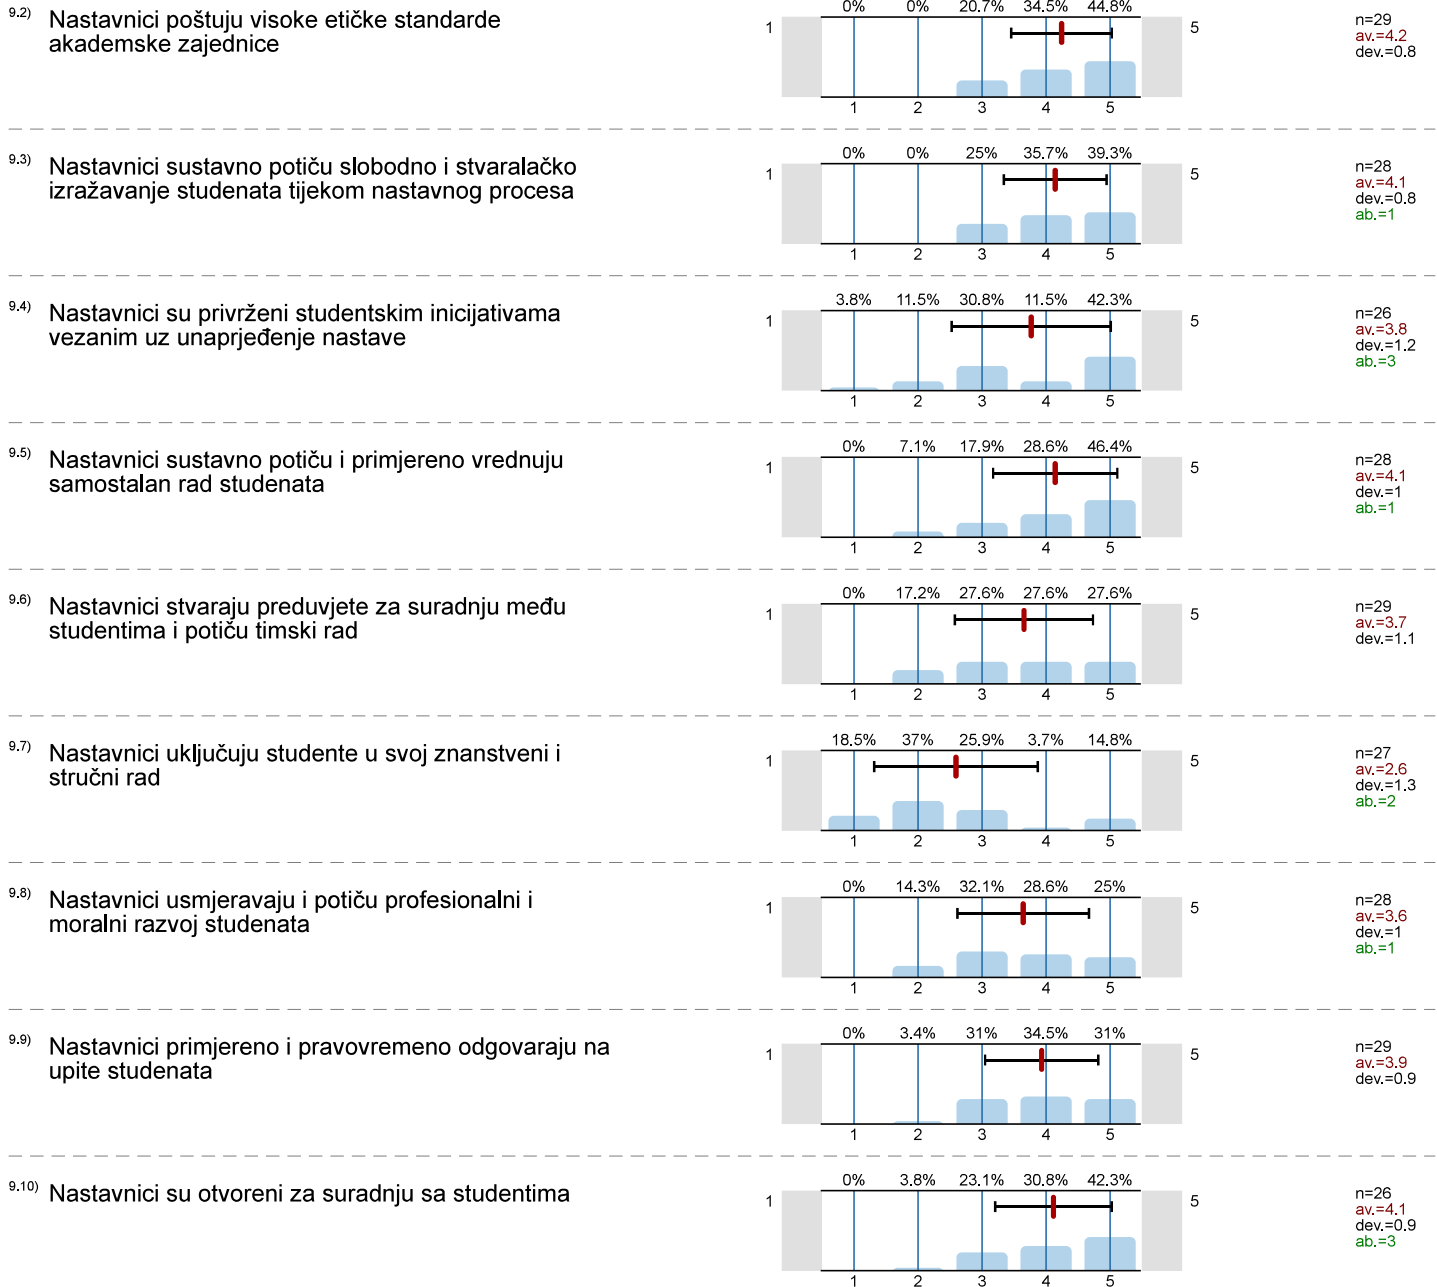 9.2) Nastavnici poštuju visoke etičke standarde
akademske zajednice
0% 0% 20.7% 34.5% 44.8%
1 5
1 2 3 4 5
n=29
av.=4.2
dev.=0.8
9.3) Nastavnici sustavno potiču slobodno i stvaralačko
izražavanje studenata tijekom nastavnog procesa
0% 0% 25% 35.7% 39.3%
1 5
1 2 3 4 5
n=28
av.=4.1
dev.=0.8
ab.=1
9.4) Nastavnici su privrženi studentskim inicijativama
vezanim uz unaprjeđenje nastave
3.8% 11.5% 30.8% 11.5% 42.3%
1 5
1 2 3 4 5
n=26
av.=3.8
dev.=1.2
ab.=3
9.5) Nastavnici sustavno potiču i primjereno vrednuju
samostalan rad studenata
0% 7.1% 17.9% 28.6% 46.4%
1 5
1 2 3 4 5
n=28
av.=4.1
dev.=1
ab.=1
9.6) Nastavnici stvaraju preduvjete za suradnju među
studentima i potiču timski rad
0% 17.2% 27.6% 27.6% 27.6%
1 5
1 2 3 4 5
n=29
av.=3.7
dev.=1.1
9.7) Nastavnici uključuju studente u svoj znanstveni i
stručni rad
18.5% 37% 25.9% 3.7% 14.8%
1 5
1 2 3 4 5
n=27
av.=2.6
dev.=1.3
ab.=2
9.8) Nastavnici usmjeravaju i potiču profesionalni i
moralni razvoj studenata
0% 14.3% 32.1% 28.6% 25%
1 5
1 2 3 4 5
n=28
av.=3.6
dev.=1
ab.=1
9.9) Nastavnici primjereno i pravovremeno odgovaraju na
upite studenata
0% 3.4% 31% 34.5% 31%
1 5
1 2 3 4 5
n=29
av.=3.9
dev.=0.9
9.10) Nastavnici su otvoreni za suradnju sa studentima
0% 3.8% 23.1% 30.8% 42.3%
1 5
1 2 3 4 5
n=26
av.=4.1
dev.=0.9
ab.=3